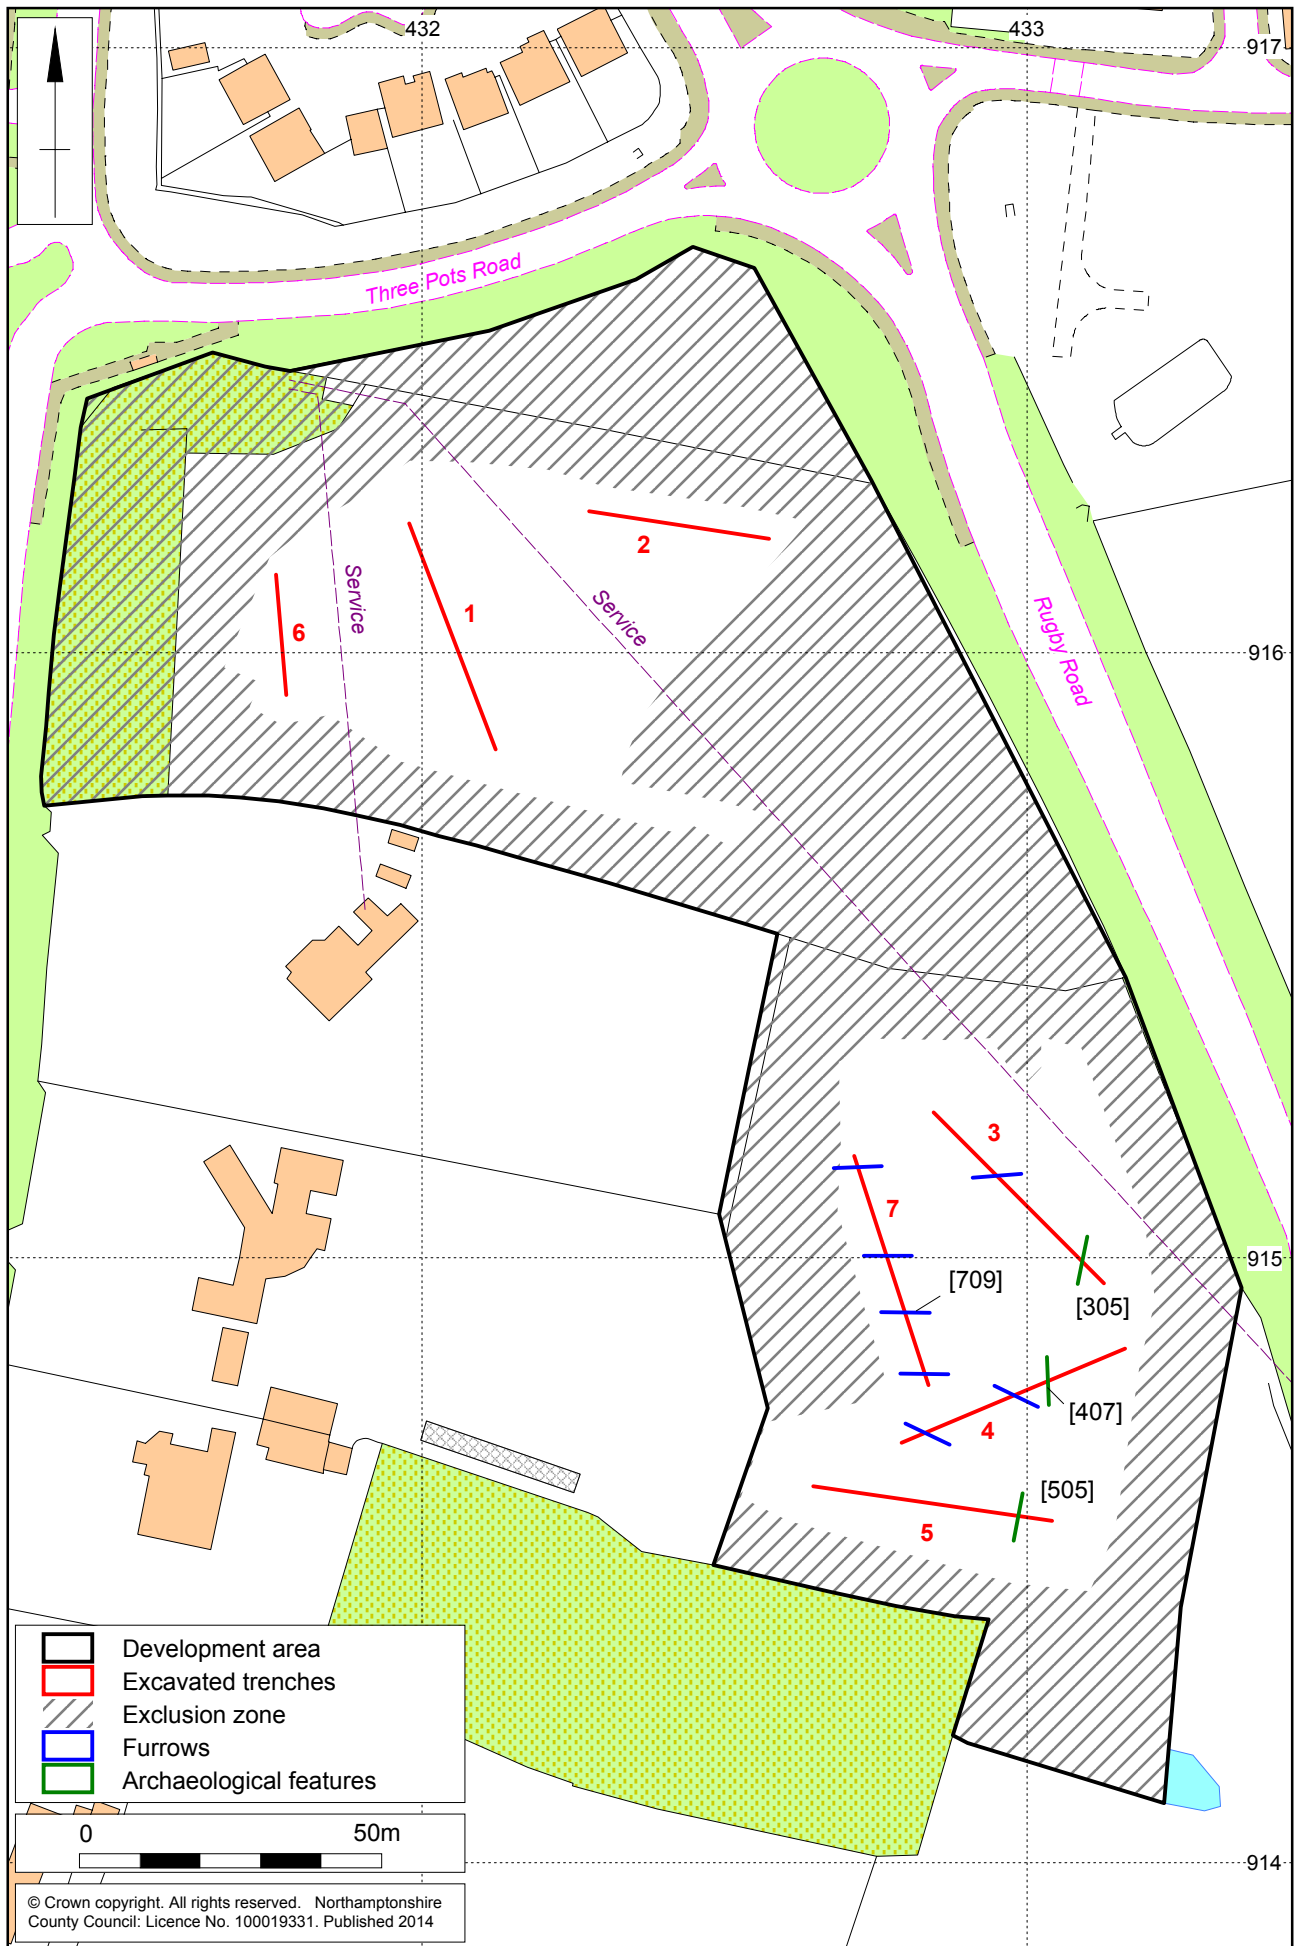 432
433
917
Three Pots Road
2
Service
1
Service
6
Rugby Road
916
3
7
915
[709]
[305]
[407]
4
[505]
5
Development area
Excavated trenches
Exclusion zone
Furrows
Archaeological features
0 50m
914
© Crown copyright. All rights reserved. Northamptonshire
County Council: Licence No. 100019331. Published 2014